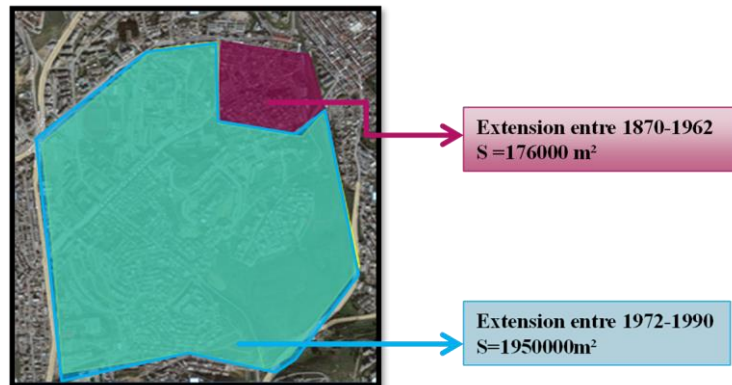 Extension entre 1870-1962
S =176000 m²
Extension entre 1972-1990
S=1950000m²